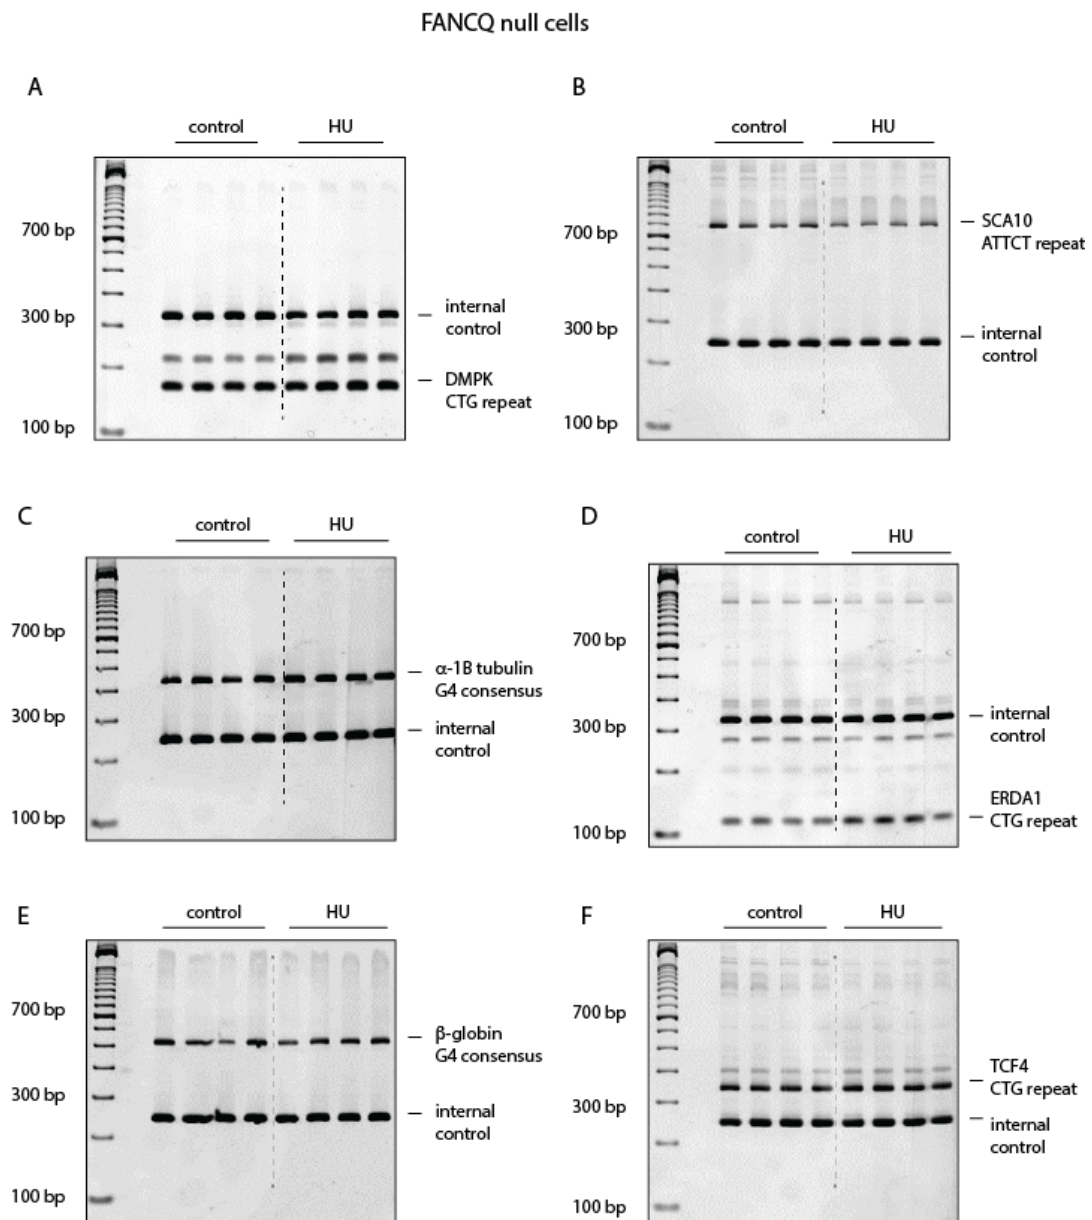 FANCQ null cells
A
control HU
700 bp
300 bp
100 bp
internal
control
DMPK
CTG repeat
B
control HU
700 bp
300 bp
100 bp
SCA10
ATTCT repeat
internal
control
C
control HU
700 bp
300 bp
100 bp
α-1B tubulin
G4 consensus
internal
control
D
control HU
700 bp
300 bp
100 bp
internal
control
ERDA1
CTG repeat
E
control HU
700 bp
300 bp
100 bp
β-globin
G4 consensus
internal
control
F
control HU
700 bp
300 bp
100 bp
TCF4
CTG repeat
internal
control